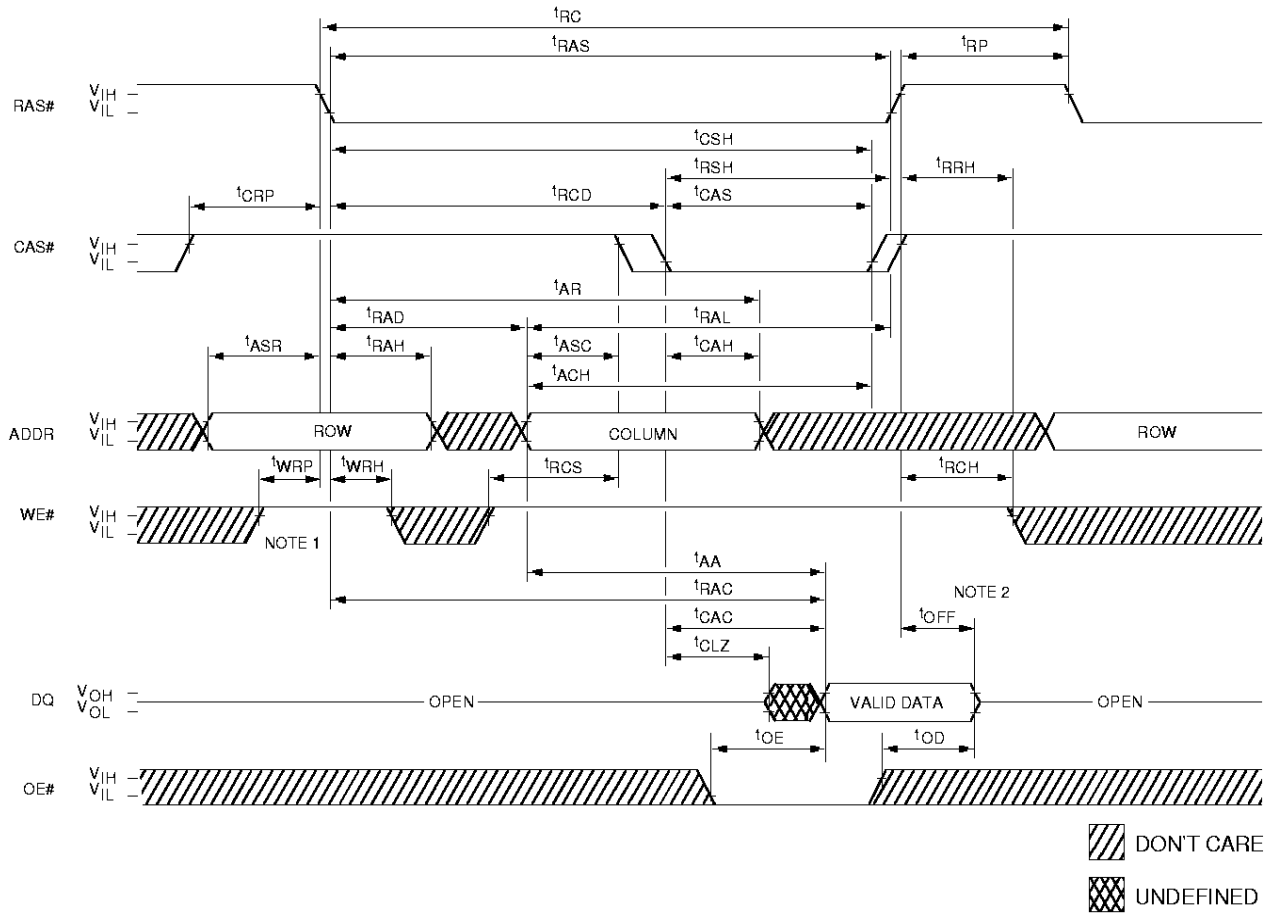 tRC
tRAS
tRP
RAS#
VIH
VIL
tCSH
tRSH
tRRH
tCRP
tRCD
tCAS
CAS#
VIH
VIL
tAR
tRAD
tRAL
tASR
tRAH
tASC
tCAH
tACH
ADDR
VIH
VIL
ROW
COLUMN
ROW
tWRP
tWRH
tRCS
tRCH
WE#
VIH
VIL
NOTE 1
tAA
tRAC
NOTE 2
tCAC
tOFF
tCLZ
DQ
VOH
VOL
OPEN
VALID DATA
OPEN
tOE
tOD
OE#
VIH
VIL
DON'T CARE
UNDEFINED